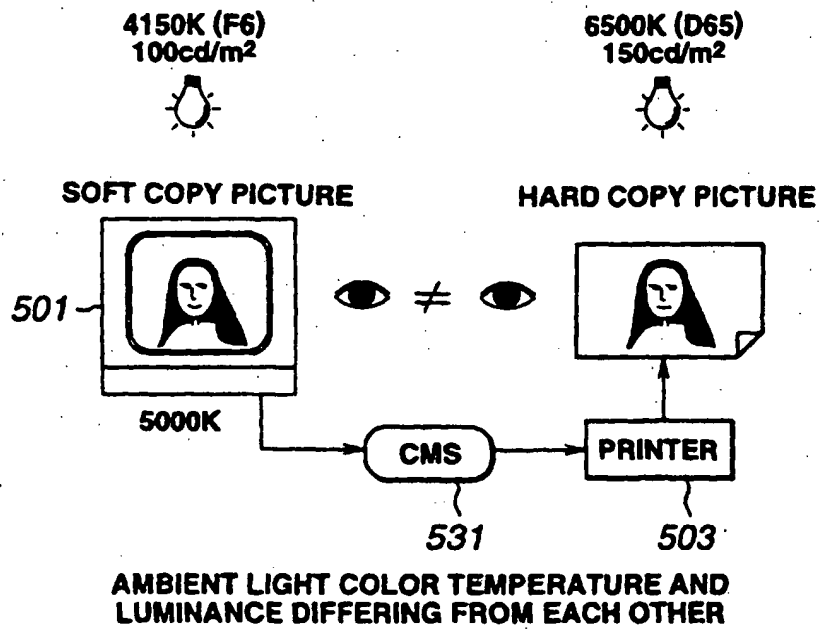 4150K (F6)
100cd/m2
6500K (D65)
150cd/m2
SOFT COPY PICTURE
HARD COPY PICTURE
501
≠
5000K
CMS
PRINTER
531
503
AMBIENT LIGHT COLOR TEMPERATURE AND
LUMINANCE DIFFERING FROM EACH OTHER